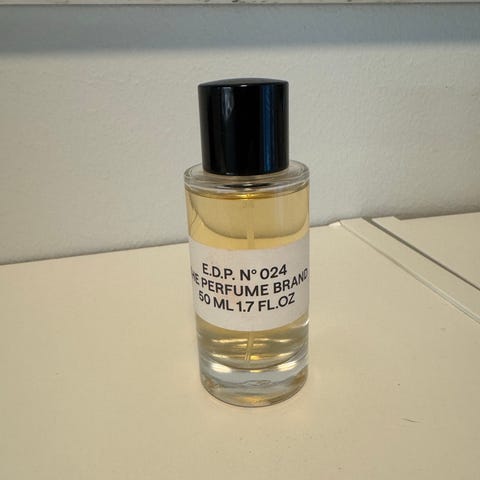 E.D.P. N° 024
HE PERFUME BRAND
50 ML 1.7 FL.OZ